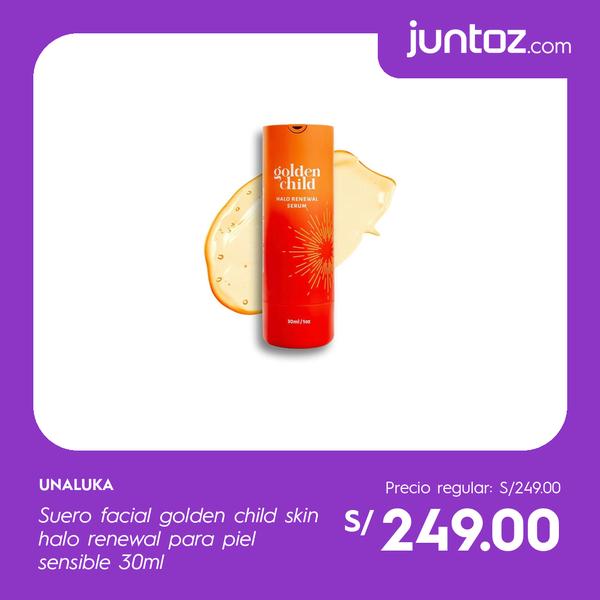 juntoz.com
golden
child
HALO RENEWAL
SERUM
30ml/1oz
UNALUKA
Suero facial golden child skin
halo renewal para piel
sensible 30ml
Precio regular: S/249.00
S/249.00